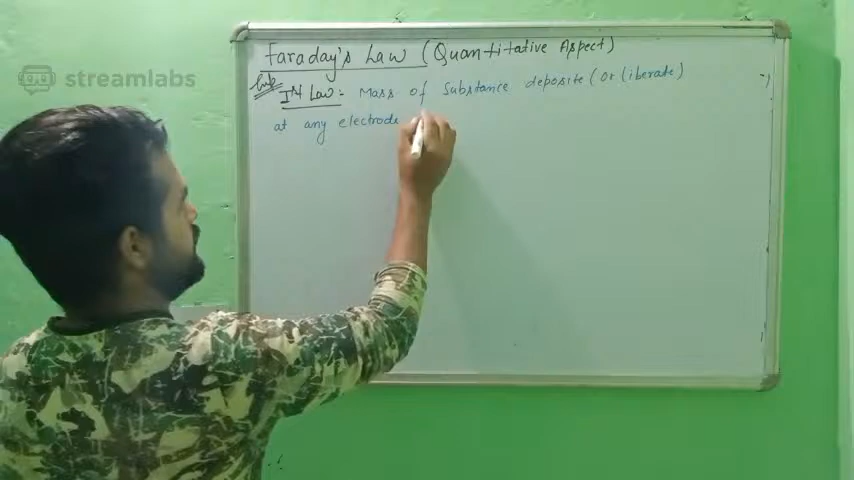 streamlabs
Faraday's Law (Quantitative Aspect)
Ist Law:- Mass of substance deposite (or liberate)
at any electrode